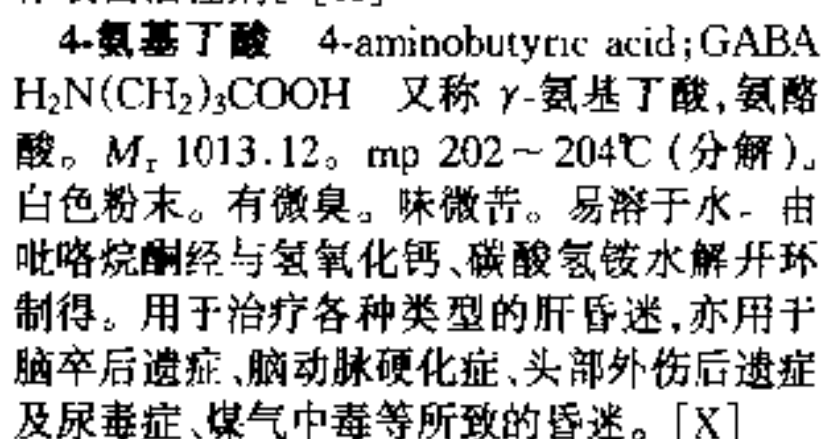 4-氨基丁酸 4-aminobutyric acid;GABA
H₂N(CH₂)₃COOH 又称 γ-氨基丁酸,氨酪
酸。Mᵣ 1013.12。mp 202~204℃(分解)。
白色粉末。有微臭。味微苦。易溶于水。由
吡咯烷酮经与氢氧化钙、碳酸氢铵水解开环
制得。用于治疗各种类型的肝昏迷,亦用于
脑卒后遗症、脑动脉硬化症、头部外伤后遗症
及尿毒症、煤气中毒等所致的昏迷。[X]